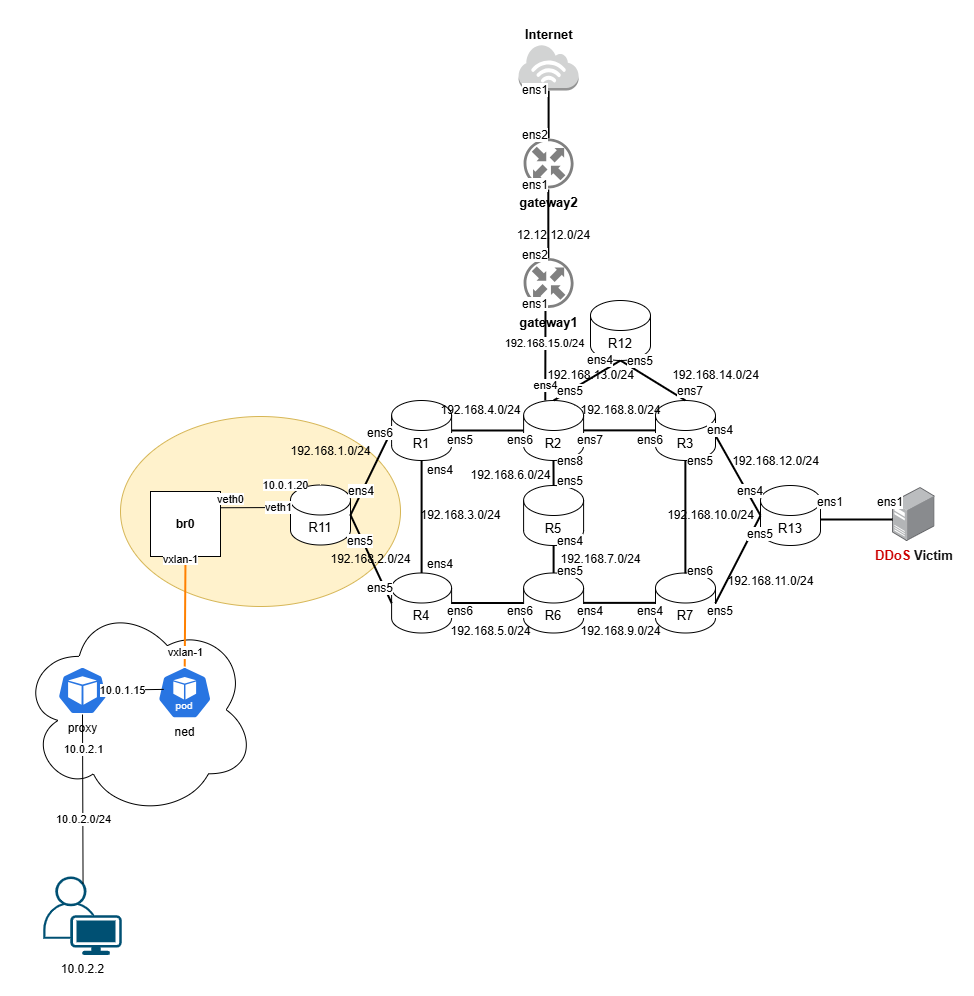 Internet
ens1
ens2
ens1
gateway2
12.12.12.0/24
ens2
ens1
gateway1
192.168.15.0/24
R12
ens4
ens5
192.168.13.0/24
192.168.14.0/24
ens4
ens5
ens7
192.168.4.0/24
192.168.8.0/24
ens6
R1
ens5
ens6
R2
ens7
ens6
R3
ens4
192.168.1.0/24
ens4
ens8
ens5
192.168.12.0/24
192.168.6.0/24
ens5
10.0.1.20
ens4
ens4
veth0
veth1
R11
192.168.3.0/24
R5
192.168.10.0/24
R13
ens1
ens1
br0
ens5
ens4
ens5
DDoS Victim
vxlan-1
192.168.2.0/24
192.168.7.0/24
ens4
ens5
ens6
192.168.11.0/24
ens5
R4
ens6
ens6
R6
ens4
ens4
R7
ens5
192.168.5.0/24
192.168.9.0/24
vxlan-1
10.0.1.15
pod
proxy
ned
10.0.2.1
10.0.2.0/24
10.0.2.2